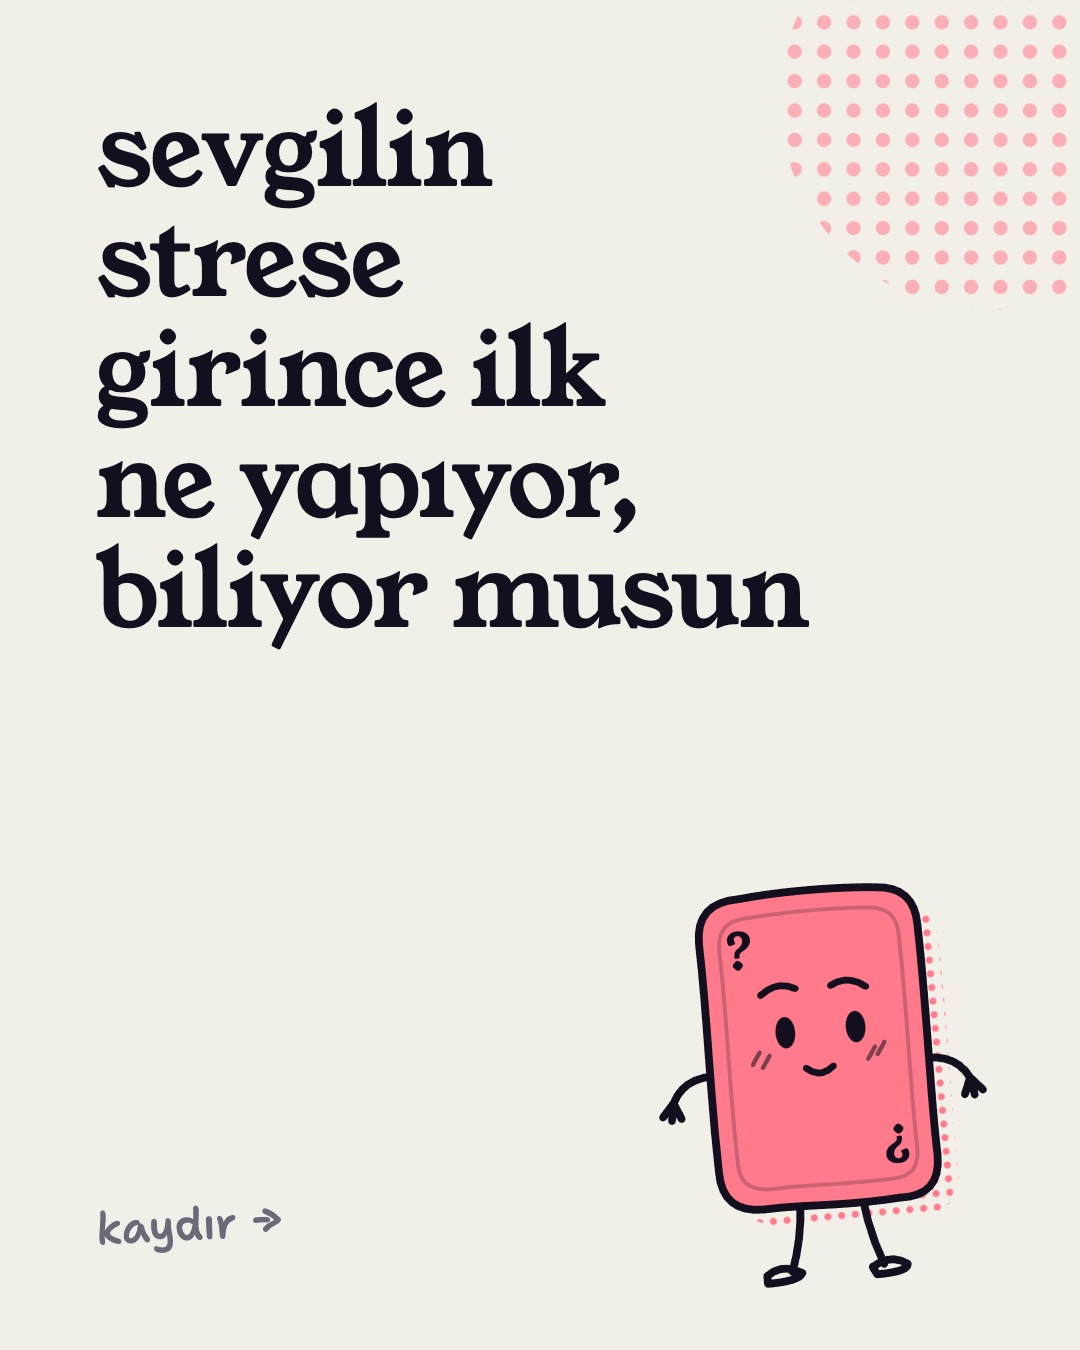 sevgilin
strese
girince ilk
ne yapıyor,
biliyor musun
?
?
kaydır →